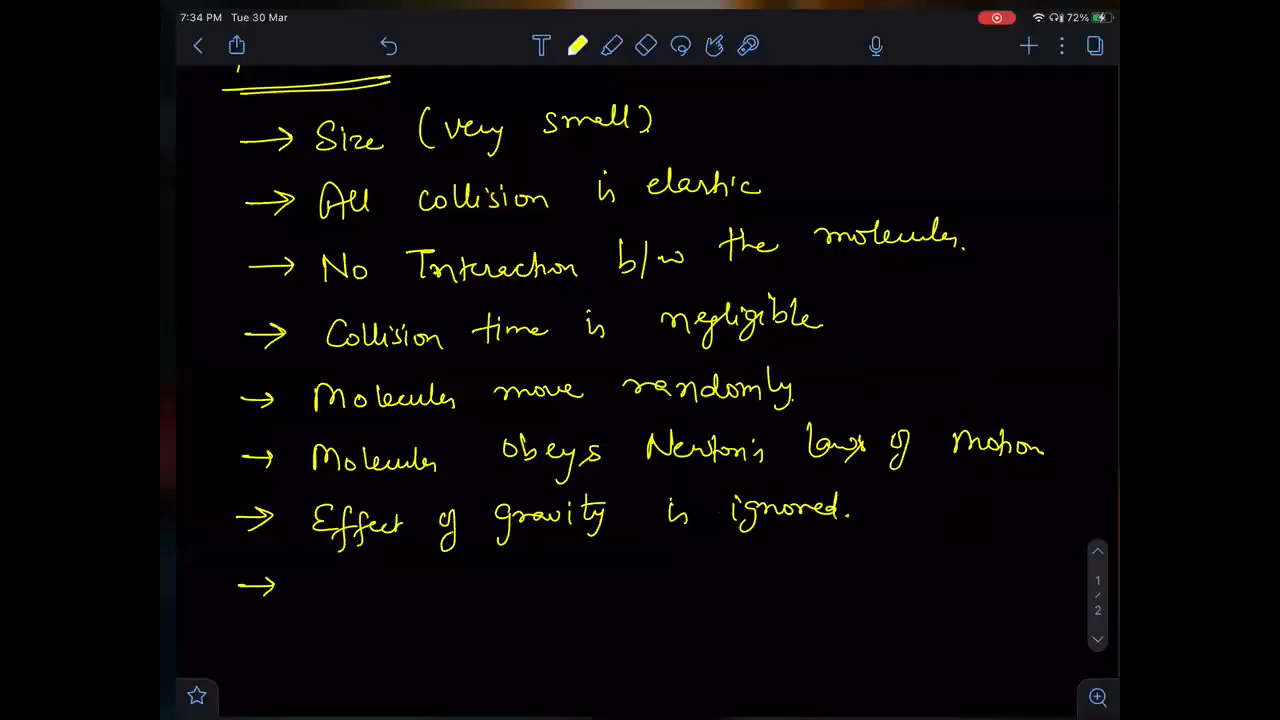 7:34 PM Tue 30 Mar 72%
→ Size (very small)
→ All collision is elastic
→ No Interaction b/w the molecules.
→ Collision time is negligible
→ Molecules move randomly.
→ Molecules obeys Newton's laws of motion
→ Effect of gravity is ignored.
→
1
/
2